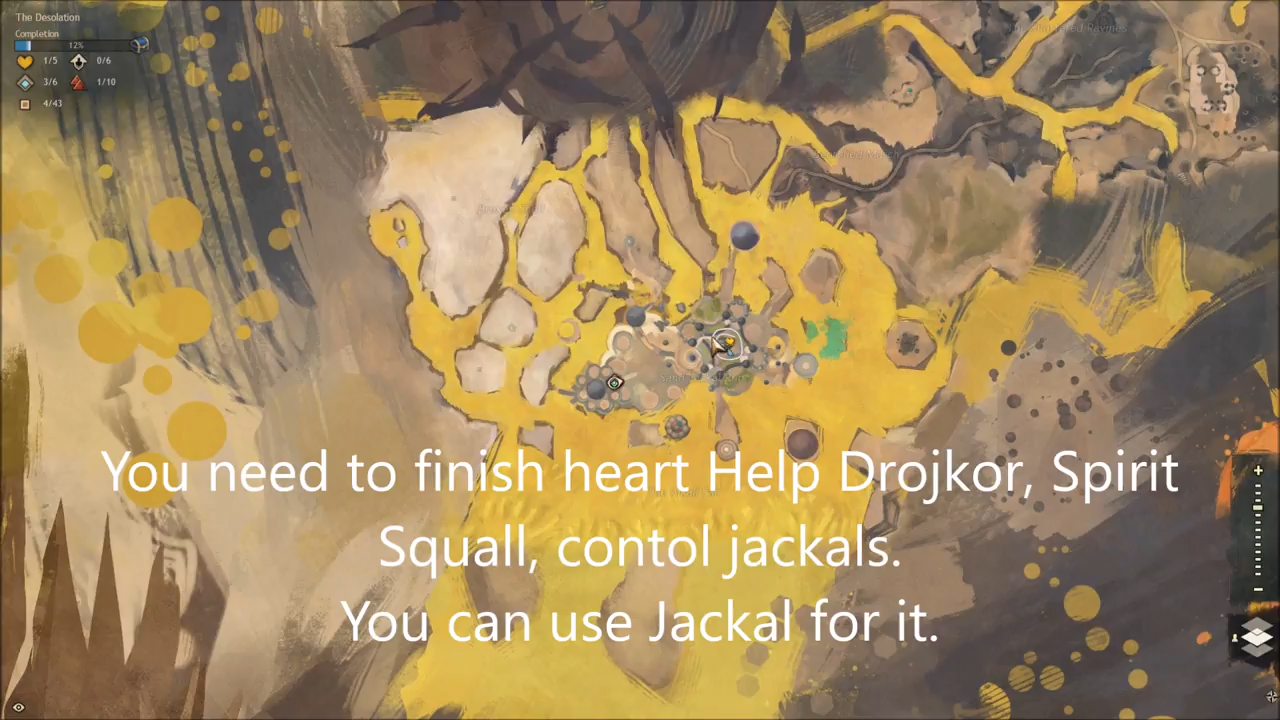 The Desolation
Completion
12%
1/5 0/6
3/6 1/10
4/43
You need to finish heart Help Drojkor, Spirit
Squall, contol jackals.
You can use Jackal for it.